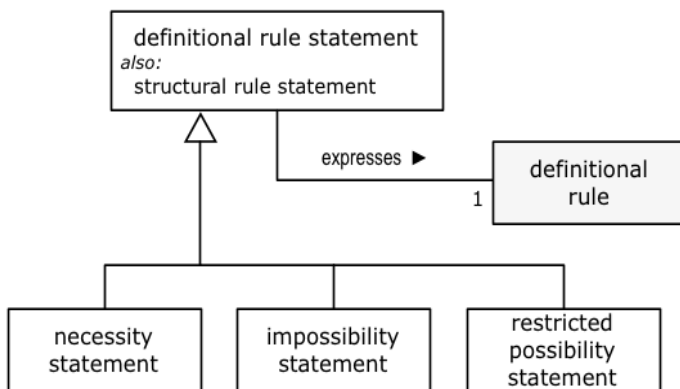 definitional rule statement
also:
structural rule statement
expresses ►
definitional
rule
1
necessity
statement
impossibility
statement
restricted
possibility
statement